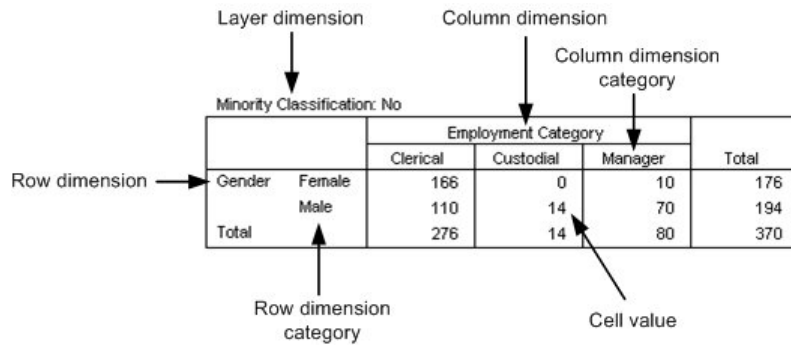 Layer dimension
Column dimension
Column dimension
category
Minority Classification: No
Employment Category
Clerical Custodial Manager Total
Row dimension
Gender Female 166 0 10 176
Male 110 14 70 194
Total 276 14 80 370
Row dimension
category
Cell value